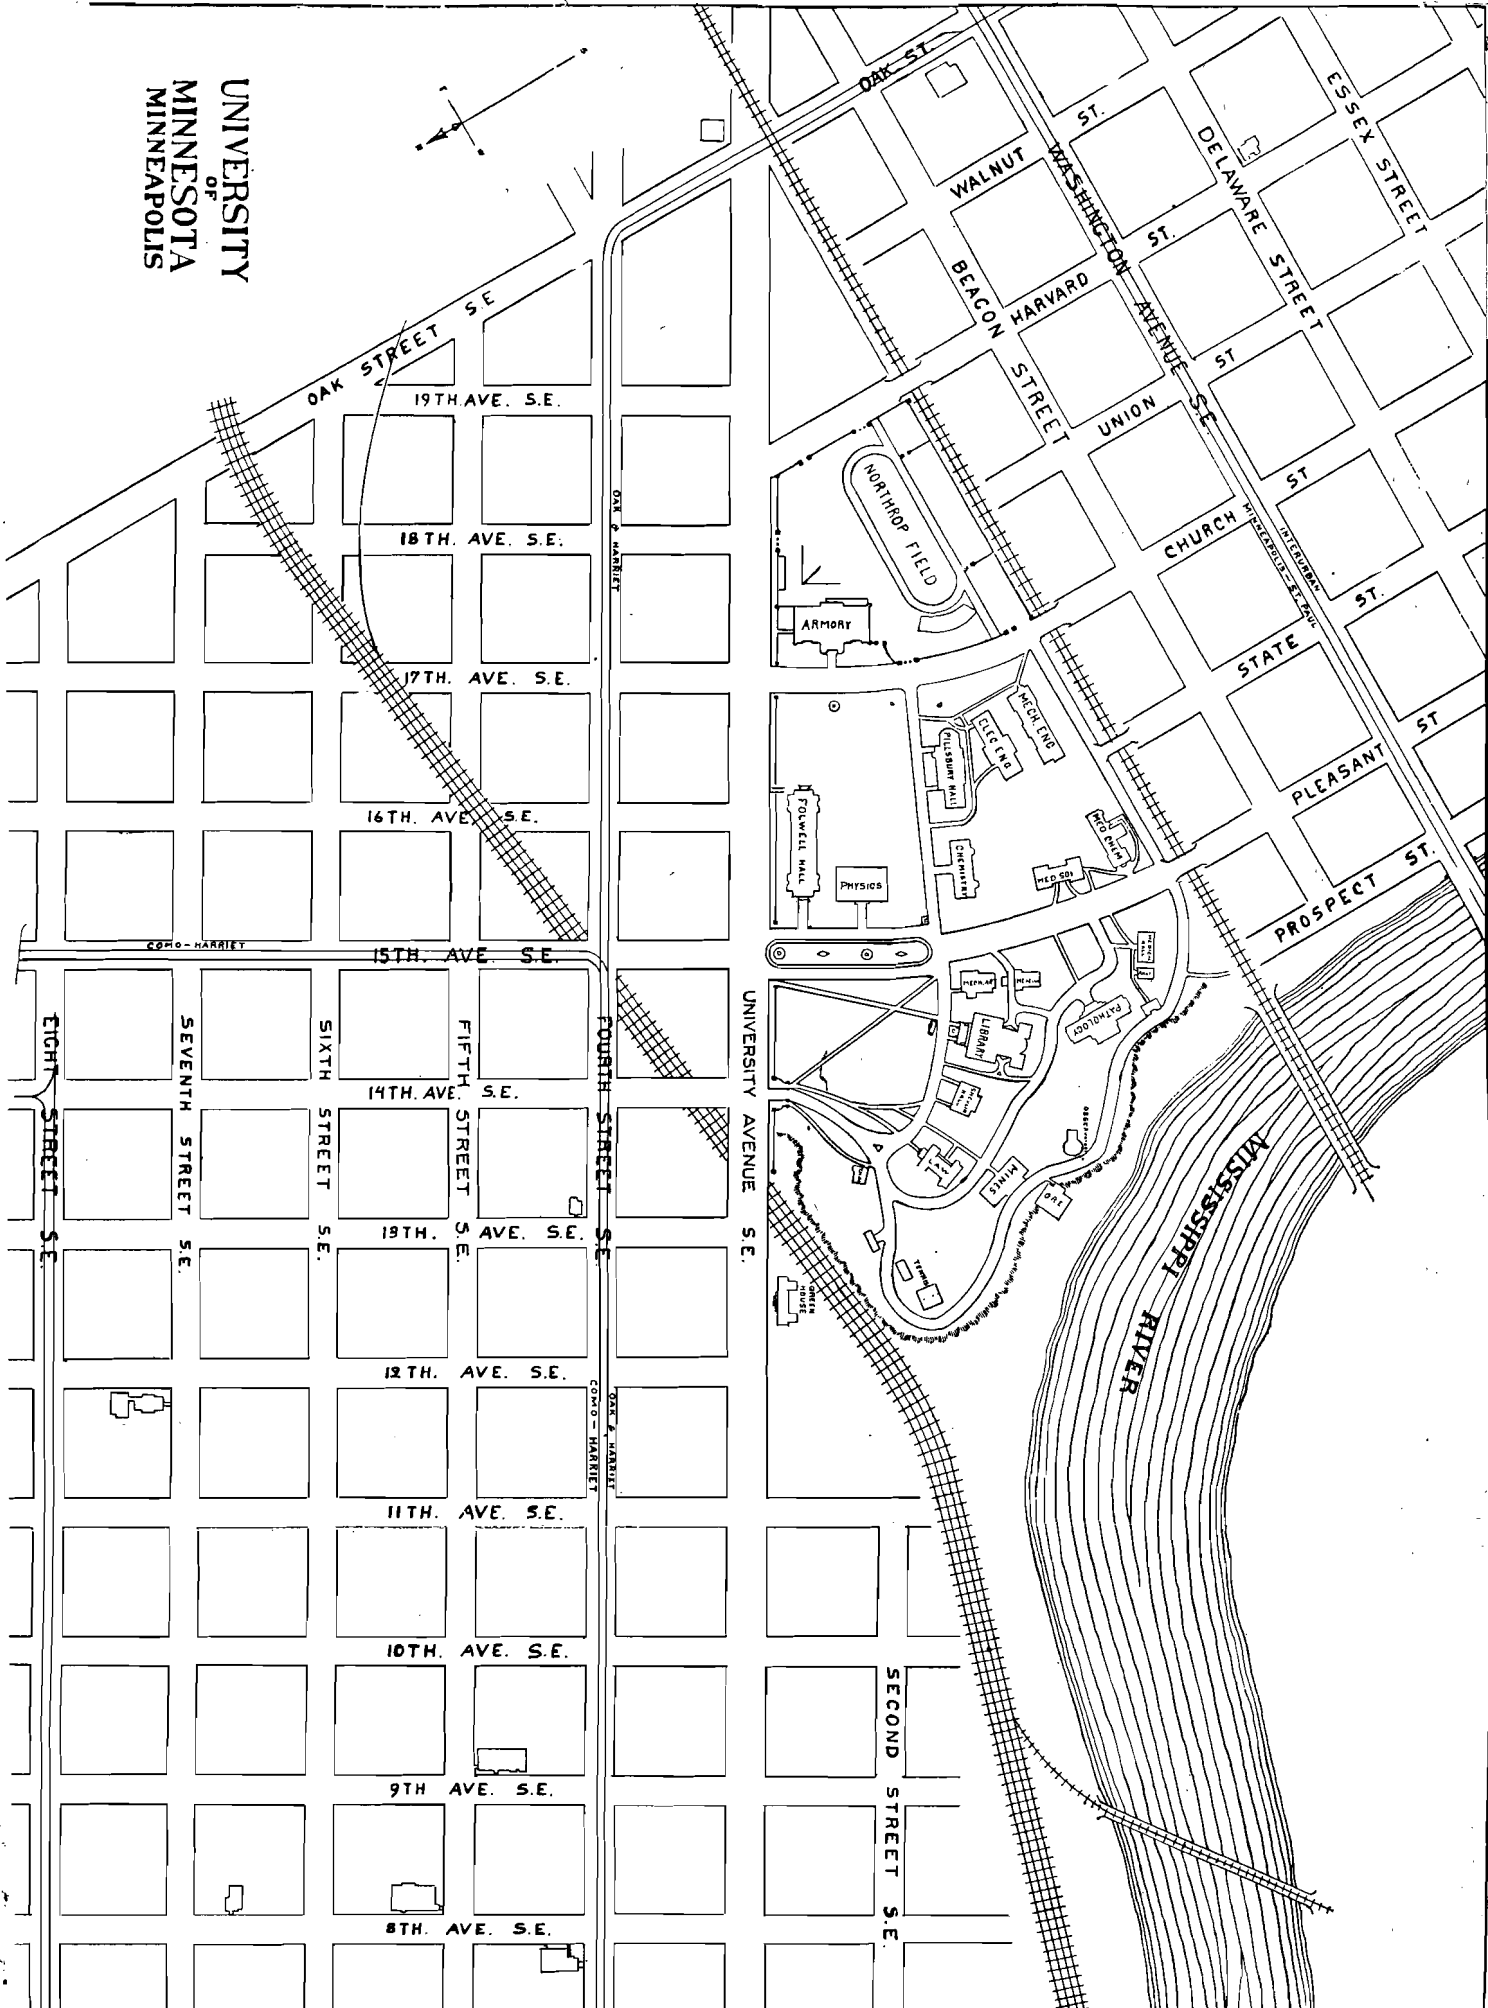 UNIVERSITY
OF
MINNESOTA
MINNEAPOLIS
OAK ST.
WALNUT ST.
HARVARD ST.
UNION ST
CHURCH ST
STATE ST.
PLEASANT ST
PROSPECT ST.
ESSEX STREET
DELAWARE STREET
WASHINGTON AVENUE S.E.
BEACON STREET
INTERURBAN
MINNEAPOLIS - ST. PAUL
OAK STREET S.E
19TH AVE. S.E.
18TH. AVE. S.E.
17TH. AVE. S.E.
16TH. AVE S.E.
15TH. AVE. S.E.
14TH. AVE. S.E.
13TH. AVE. S.E.
12TH. AVE. S.E.
11TH. AVE. S.E.
10TH. AVE. S.E.
9TH AVE. S.E.
8TH. AVE. S.E.
EIGHT STREET S.E.
SEVENTH STREET S.E.
SIXTH STREET S.E.
FIFTH STREET S.E.
FOURTH STREET S.E.
UNIVERSITY AVENUE S.E.
SECOND STREET S.E.
OAK & HARRIET
COMO-HARRIET
COMO-HARRIET
OAK & HARRIET
NORTHROP FIELD
ARMORY
MECH. ENG
ELEC ENG
PILLSBURY HALL
FOLWELL HALL
PHYSICS
CHEMISTRY
MED CHEM
PATHOLOGY
LIBRARY
LAW
MINES
ORE
GREEN
HOUSE
MISSISSIPPI RIVER